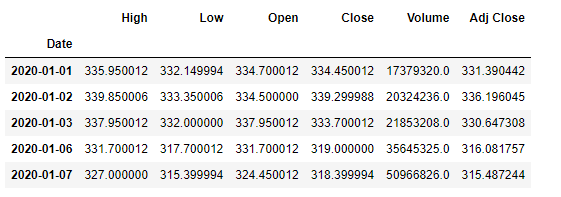 High Low Open Close Volume Adj Close
Date
2020-01-01 335.950012 332.149994 334.700012 334.450012 17379320.0 331.390442
2020-01-02 339.850006 333.350006 334.500000 339.299988 20324236.0 336.196045
2020-01-03 337.950012 332.000000 337.950012 333.700012 21853208.0 330.647308
2020-01-06 331.700012 317.700012 331.700012 319.000000 35645325.0 316.081757
2020-01-07 327.000000 315.399994 324.450012 318.399994 50966826.0 315.487244